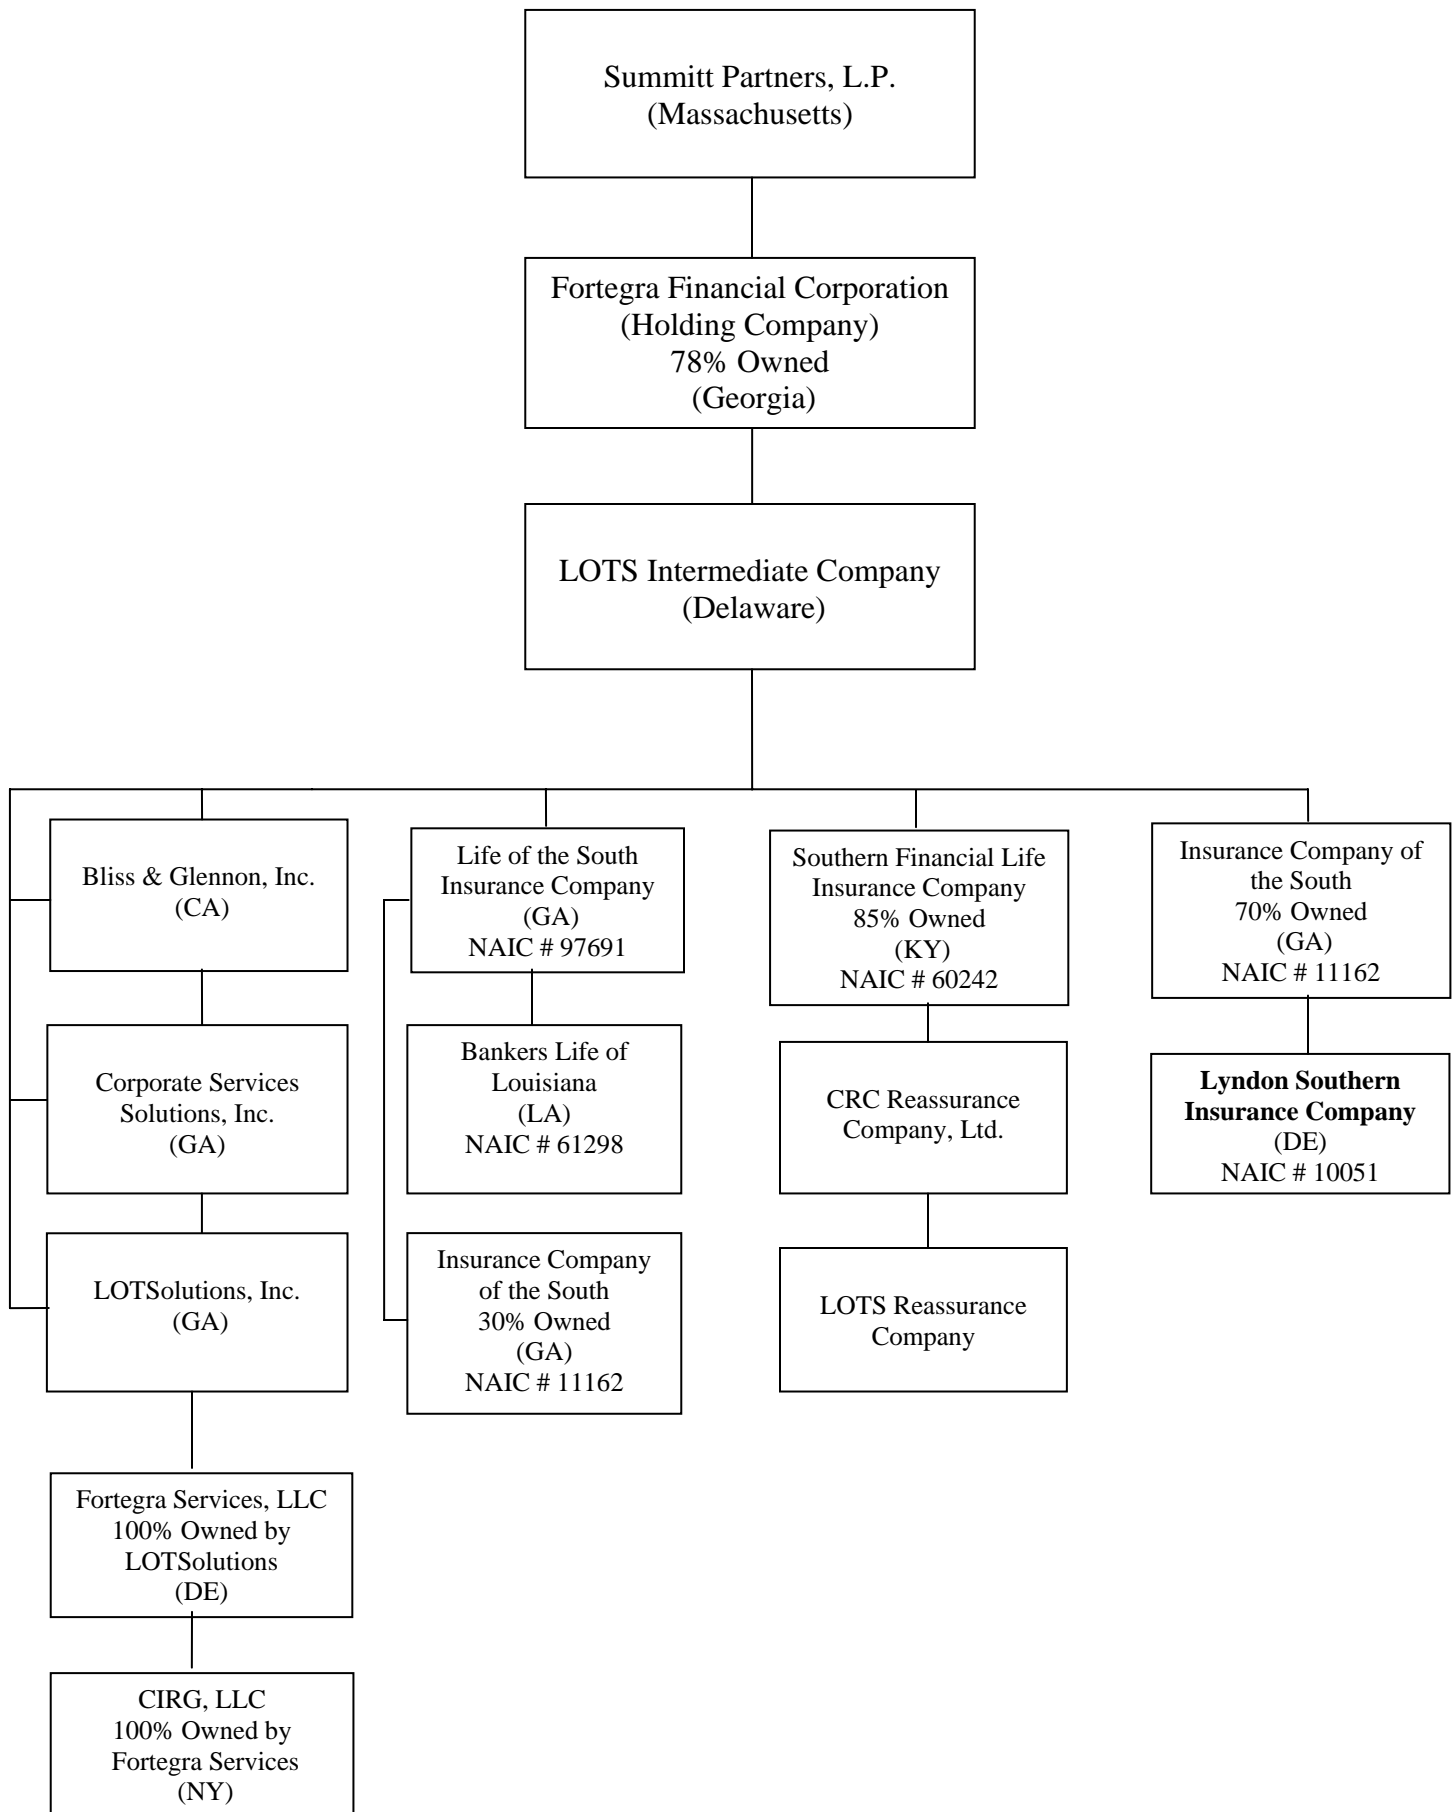 Summitt Partners, L.P.
(Massachusetts)
Fortegra Financial Corporation
(Holding Company)
78% Owned
(Georgia)
LOTS Intermediate Company
(Delaware)
Bliss & Glennon, Inc.
(CA)
Corporate Services
Solutions, Inc.
(GA)
LOTSolutions, Inc.
(GA)
Fortegra Services, LLC
100% Owned by
LOTSolutions
(DE)
CIRG, LLC
100% Owned by
Fortegra Services
(NY)
Life of the South
Insurance Company
(GA)
NAIC # 97691
Bankers Life of
Louisiana
(LA)
NAIC # 61298
Insurance Company
of the South
30% Owned
(GA)
NAIC # 11162
Southern Financial Life
Insurance Company
85% Owned
(KY)
NAIC # 60242
CRC Reassurance
Company, Ltd.
LOTS Reassurance
Company
Insurance Company of
the South
70% Owned
(GA)
NAIC # 11162
Lyndon Southern
Insurance Company
(DE)
NAIC # 10051